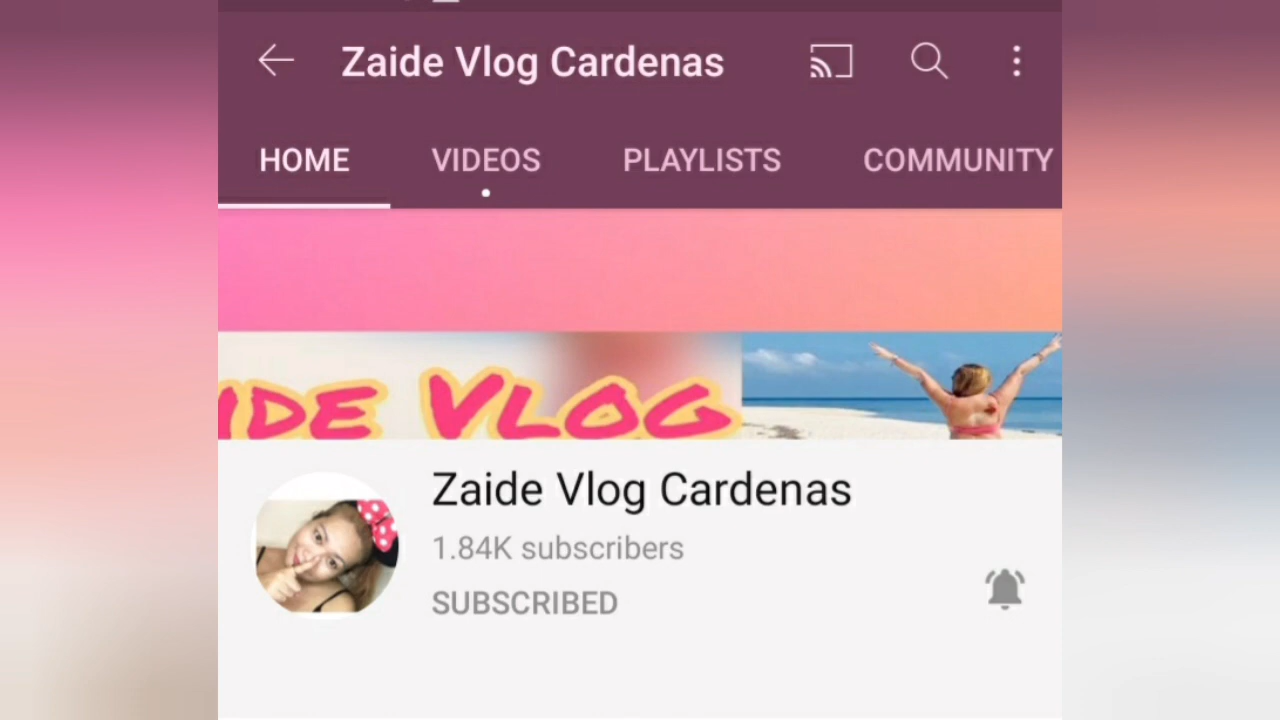 Zaide Vlog Cardenas
HOME VIDEOS PLAYLISTS COMMUNITY
IDE VLOG
Zaide Vlog Cardenas
1.84K subscribers
SUBSCRIBED